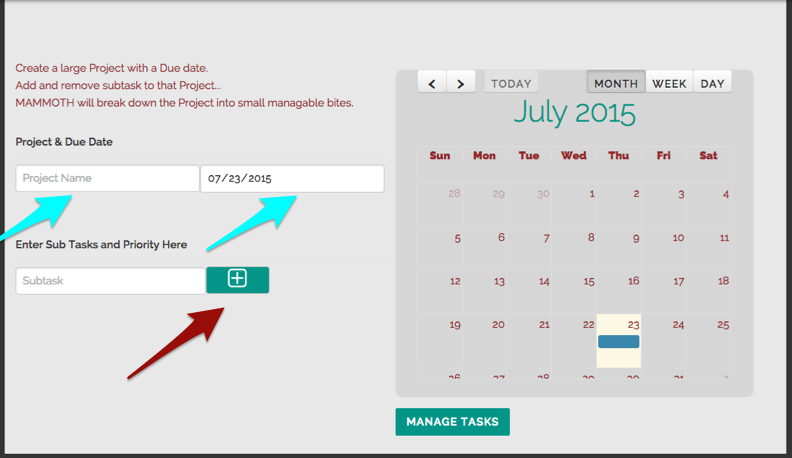 Create a large Project with a Due date.
Add and remove subtask to that Project...
MAMMOTH will break down the Project into small managable bites.
Project & Due Date
Project Name
07/23/2015
Enter Sub Tasks and Priority Here
Subtask
TODAY
MONTH WEEK DAY
July 2015
Sun Mon Tue Wed Thu Fri Sat
28 29 30 1 2 3 4
5 6 7 8 9 10 11
12 13 14 15 16 17 18
19 20 21 22 23 24 25
26 27 28 29 30 31 1
MANAGE TASKS